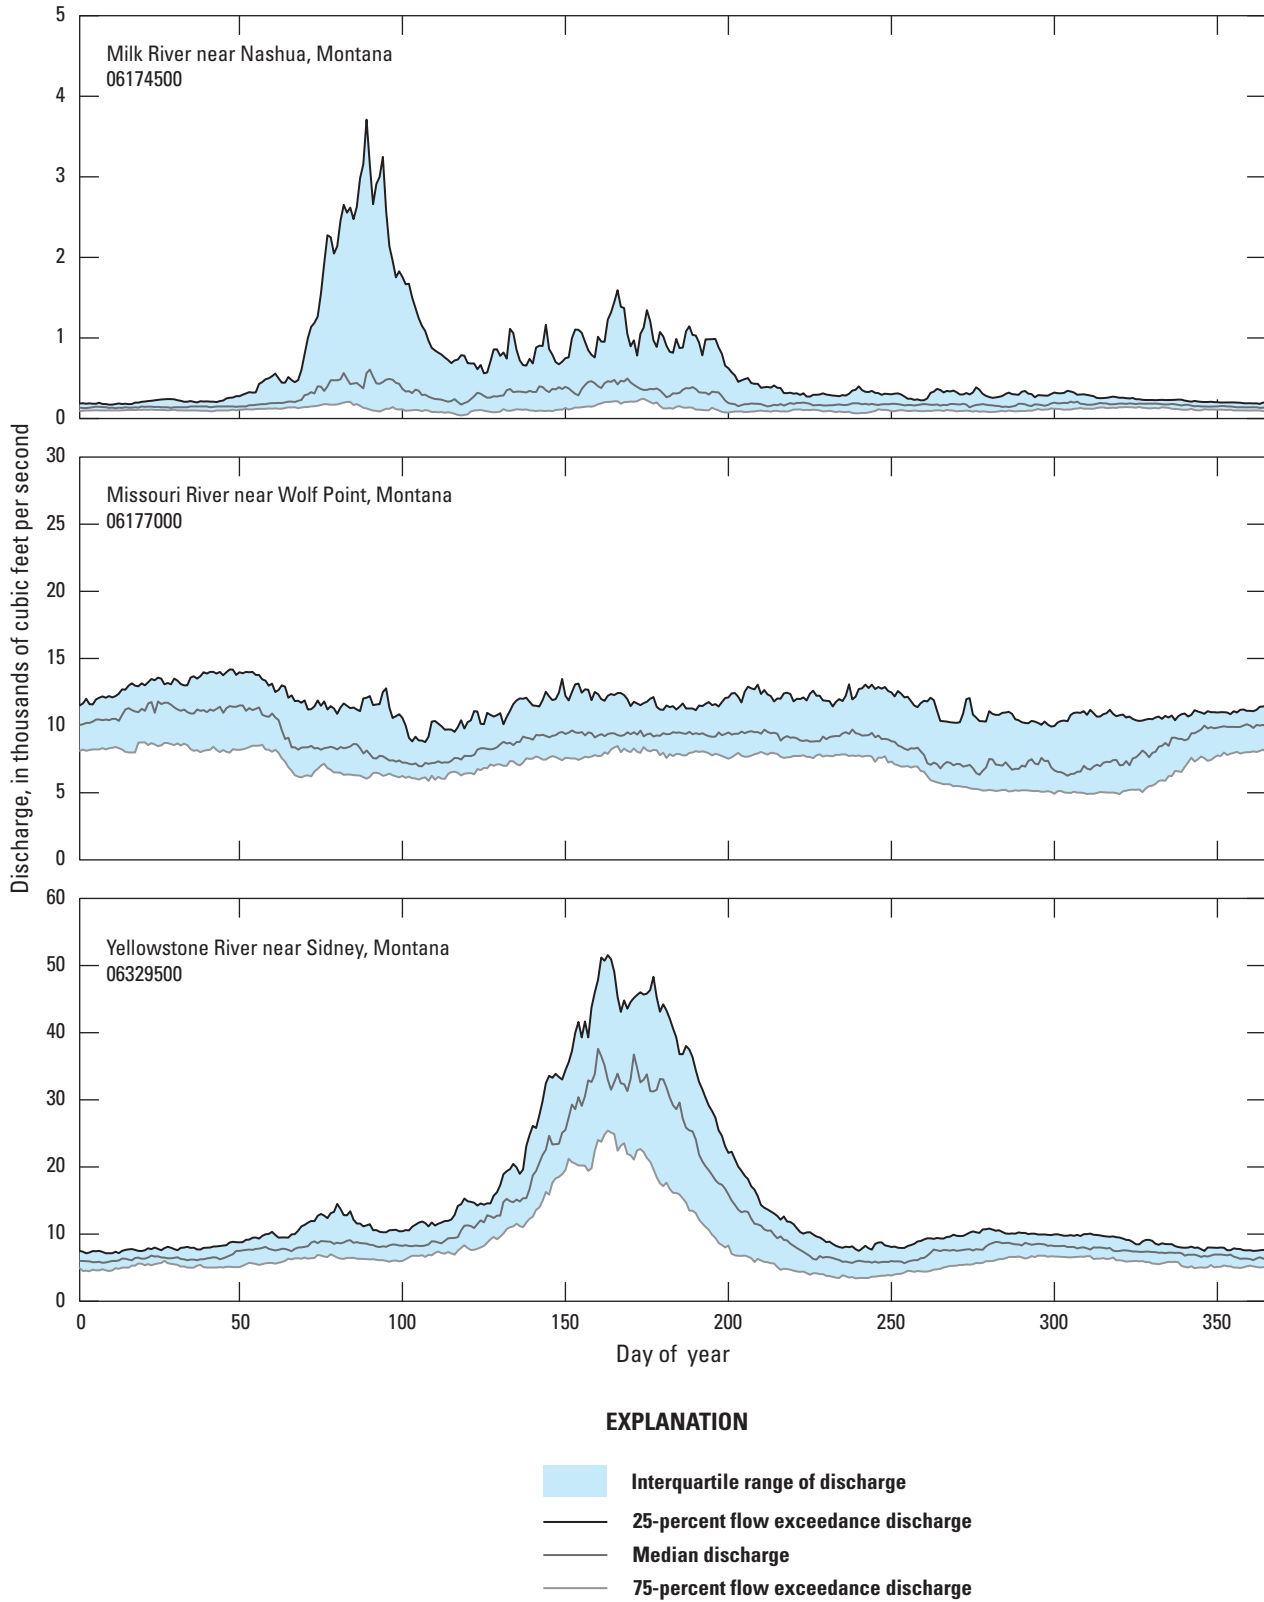 5
Milk River near Nashua, Montana
06174500
4
3
2
1
0
Discharge, in thousands of cubic feet per second
30
Missouri River near Wolf Point, Montana
06177000
25
20
15
10
5
0
60
Yellowstone River near Sidney, Montana
06329500
50
40
30
20
10
0
0 50 100 150 200 250 300 350
Day of year
EXPLANATION
Interquartile range of discharge
25-percent flow exceedance discharge
Median discharge
75-percent flow exceedance discharge